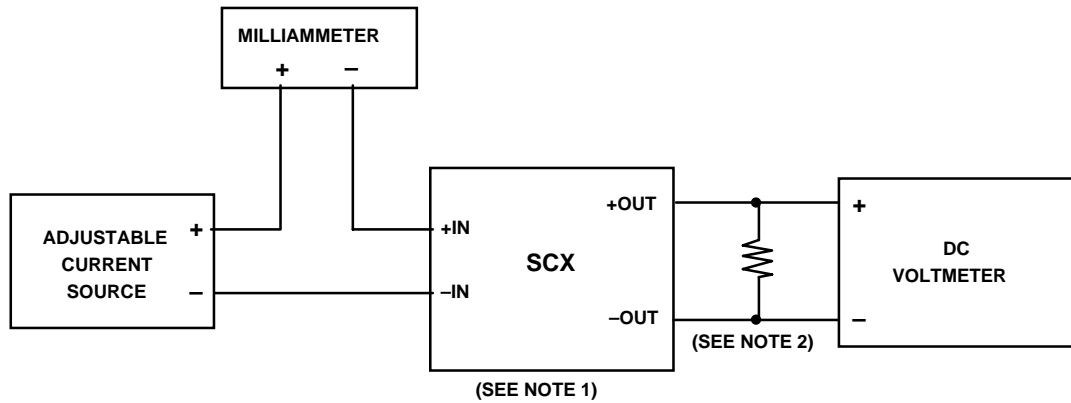 MILLIAMMETER
+ –
ADJUSTABLE
CURRENT
SOURCE
+
–
+IN
–IN
SCX
+OUT
–OUT
(SEE NOTE 1)
(SEE NOTE 2)
+
–
DC
VOLTMETER